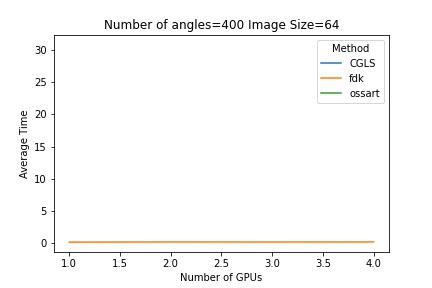 Number of angles=400 Image Size=64
Method
CGLS
fdk
ossart
Average Time
30
25
20
15
10
5
0
1.0 1.5 2.0 2.5 3.0 3.5 4.0
Number of GPUs